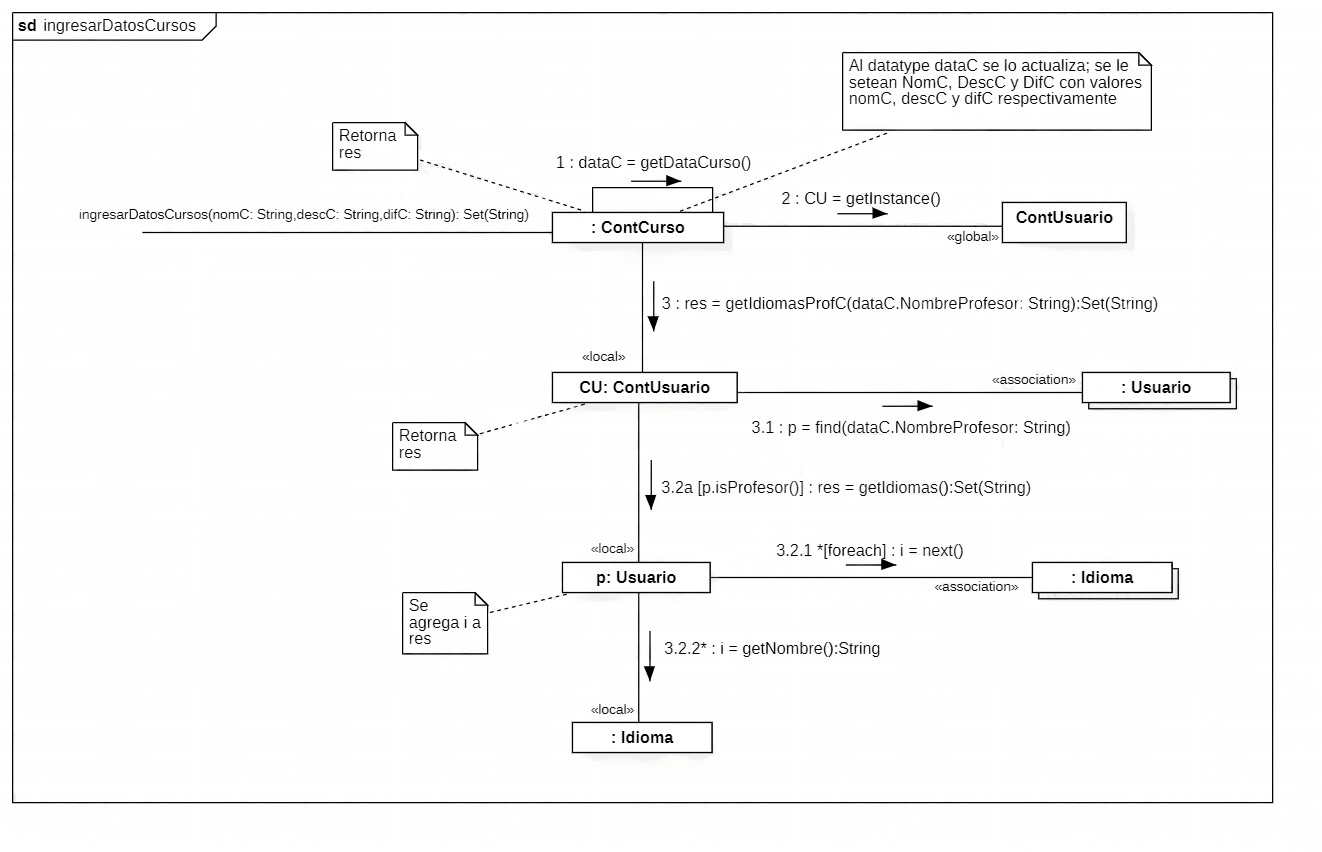 sd ingresarDatosCursos
Al datatype dataC se lo actualiza; se le
setean NomC, DescC y DifC con valores
nomC, descC y difC respectivamente
Retorna
res
1 : dataC = getDataCurso()
2 : CU = getInstance()
ingresarDatosCursos(nomC: String,descC: String,difC: String): Set(String)
: ContCurso
ContUsuario
«global»
3 : res = getIdiomasProfC(dataC.NombreProfesor: String):Set(String)
«local»
CU: ContUsuario
«association»
: Usuario
3.1 : p = find(dataC.NombreProfesor: String)
Retorna
res
3.2a [p.isProfesor()] : res = getIdiomas():Set(String)
«local»
3.2.1 *[foreach] : i = next()
p: Usuario
«association»
: Idioma
Se
agrega i a
res
3.2.2* : i = getNombre():String
«local»
: Idioma